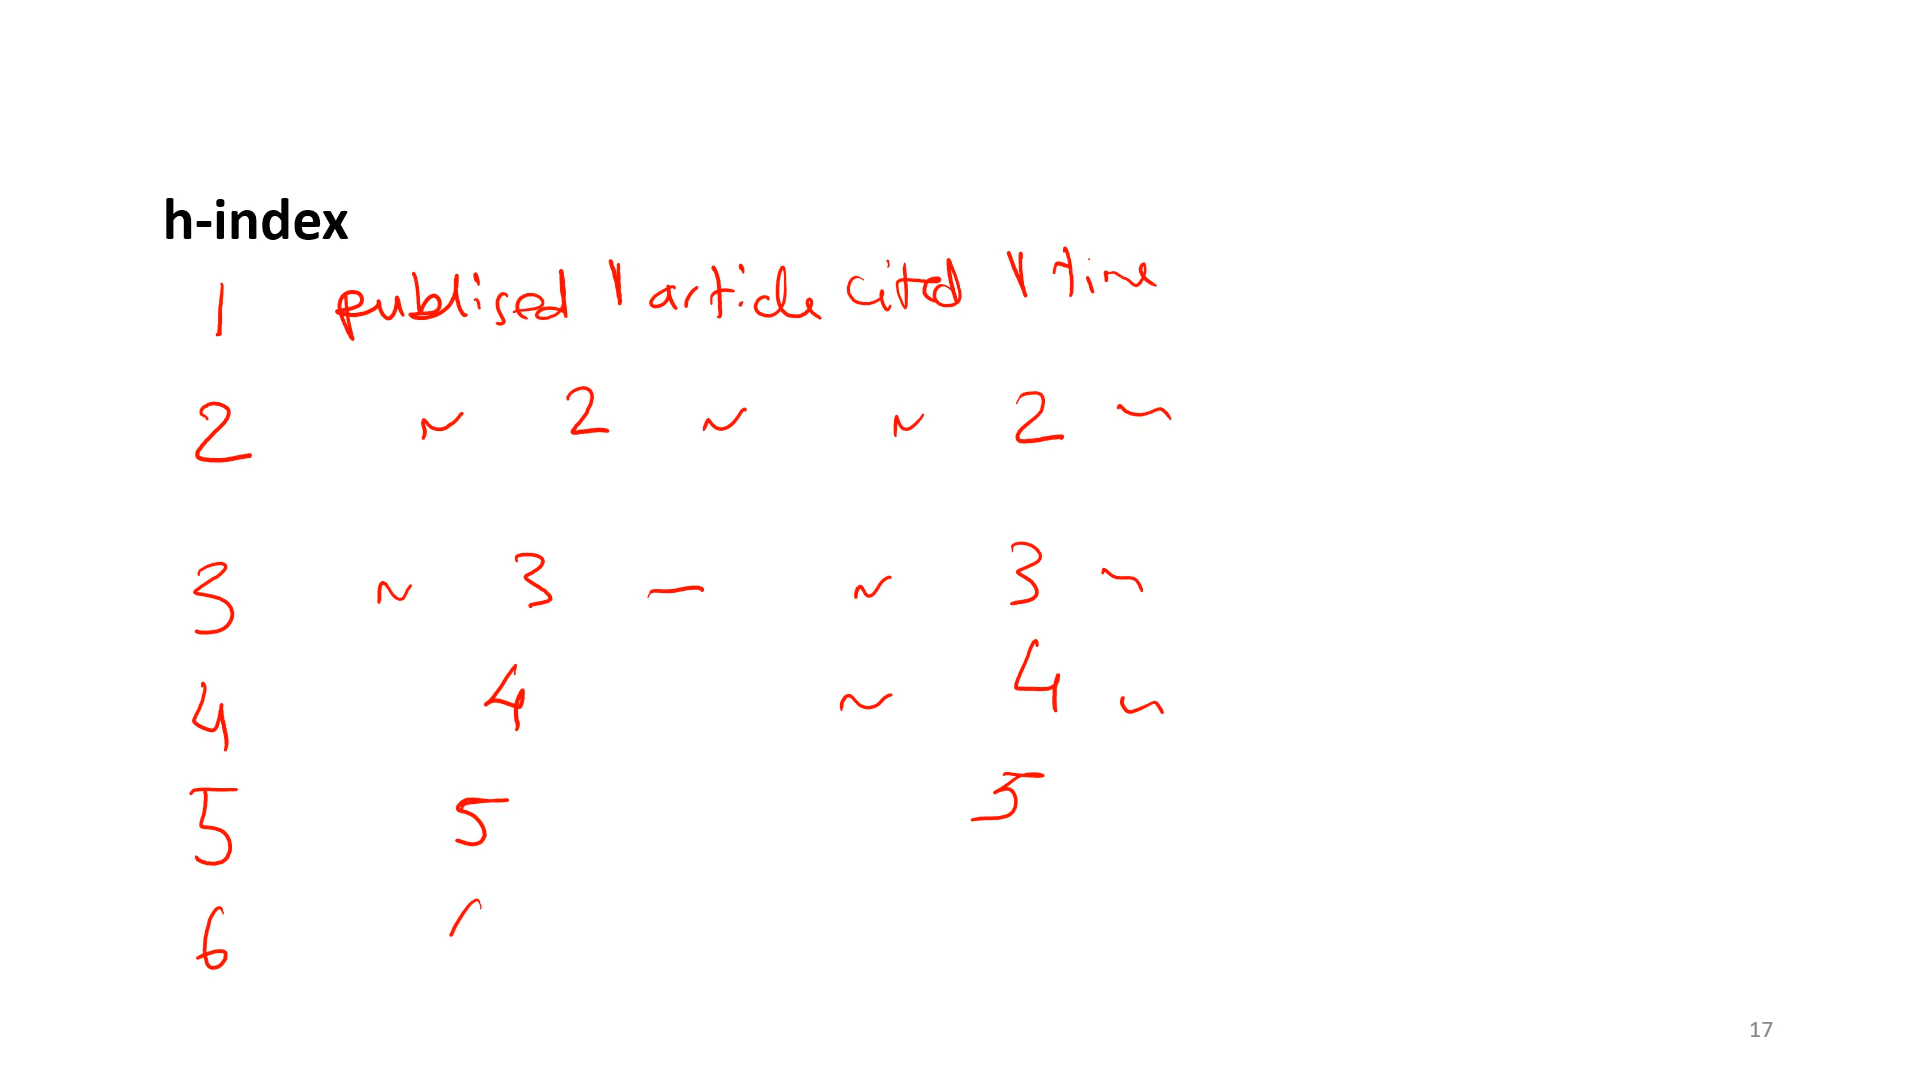 h-index
1 publised 1 article cited 1 time
2 ~ 2 ~ ~ 2 ~
3 ~ 3 — ~ 3 ~
4 4 ~ 4 ~
5 5 5
6
17